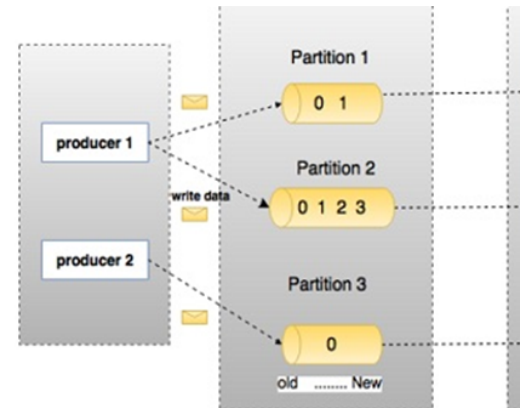 Partition 1
0 1
producer 1
Partition 2
write data
0 1 2 3
producer 2
Partition 3
0
old ........ New